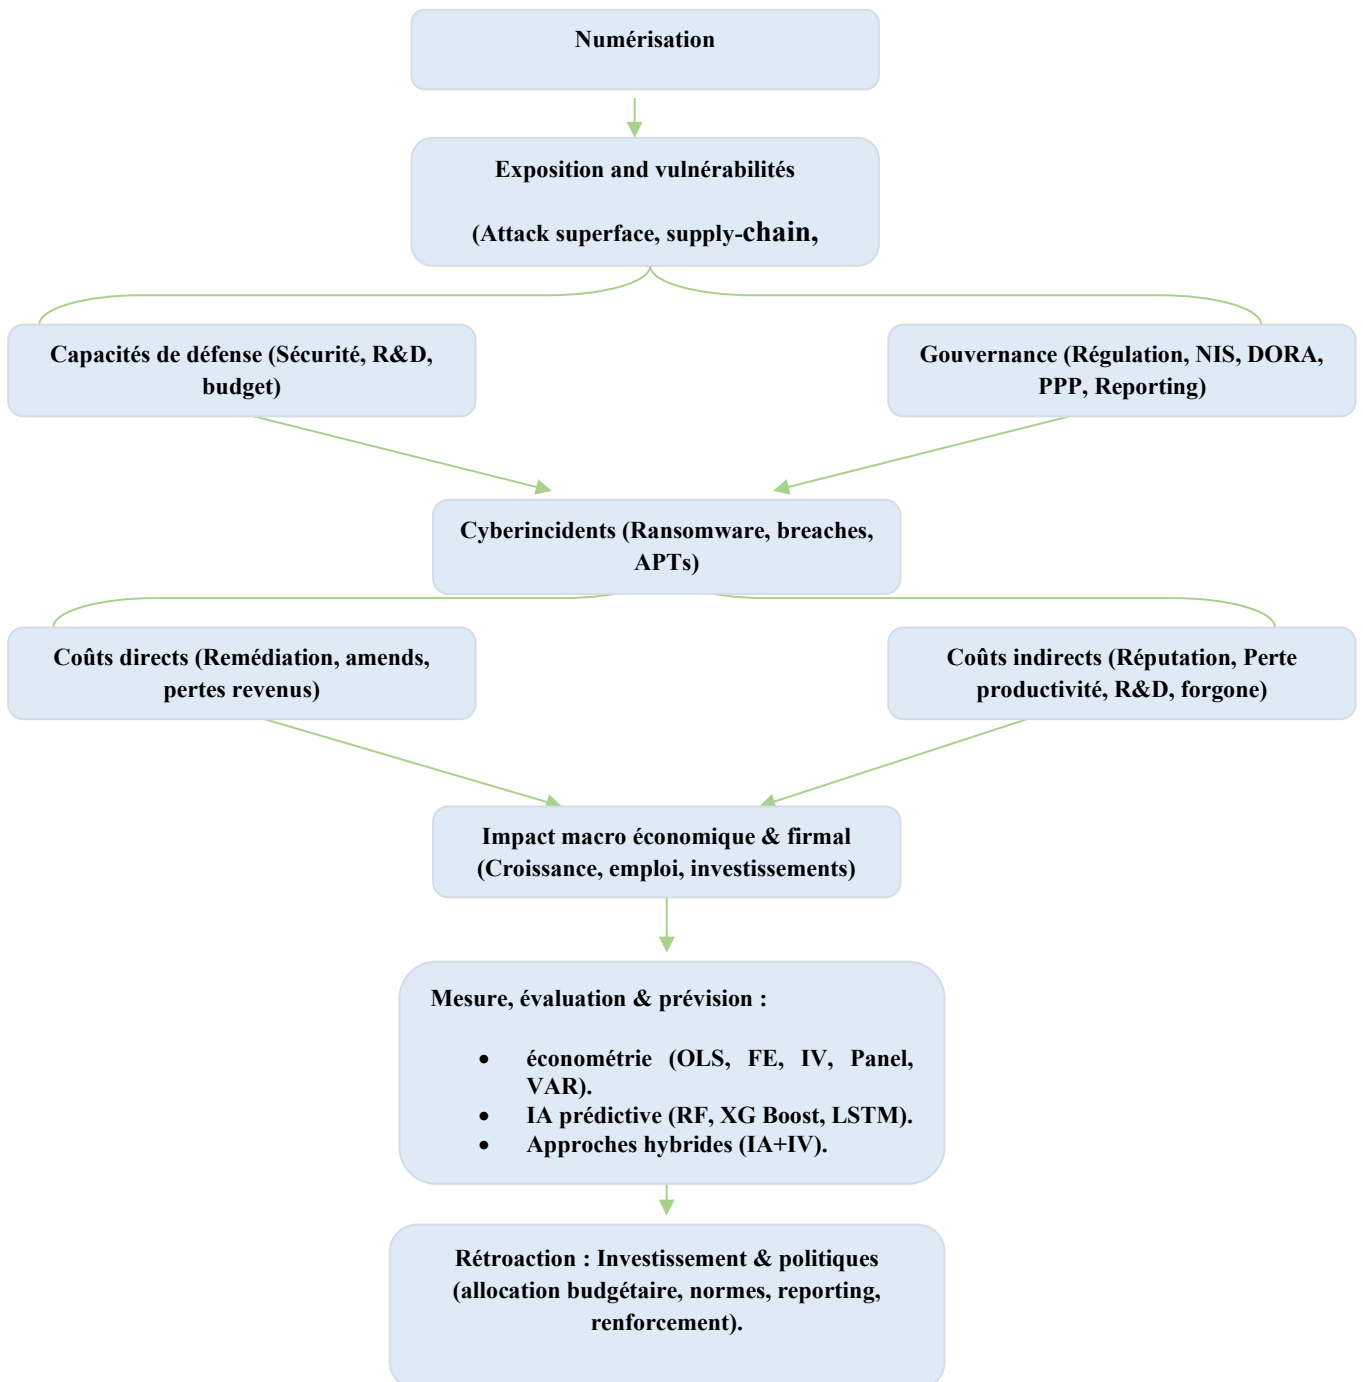 Numérisation
Exposition and vulnérabilités
(Attack superface, supply-chain,
Capacités de défense (Sécurité, R&D,
budget)
Gouvernance (Régulation, NIS, DORA,
PPP, Reporting)
Cyberincidents (Ransomware, breaches,
APTs)
Coûts directs (Remédiation, amends,
pertes revenus)
Coûts indirects (Réputation, Perte
productivité, R&D, forgone)
Impact macro économique & firmal
(Croissance, emploi, investissements)
Mesure, évaluation & prévision :
• économétrie (OLS, FE, IV, Panel,
VAR).
• IA prédictive (RF, XG Boost, LSTM).
• Approches hybrides (IA+IV).
Rétroaction : Investissement & politiques
(allocation budgétaire, normes, reporting,
renforcement).